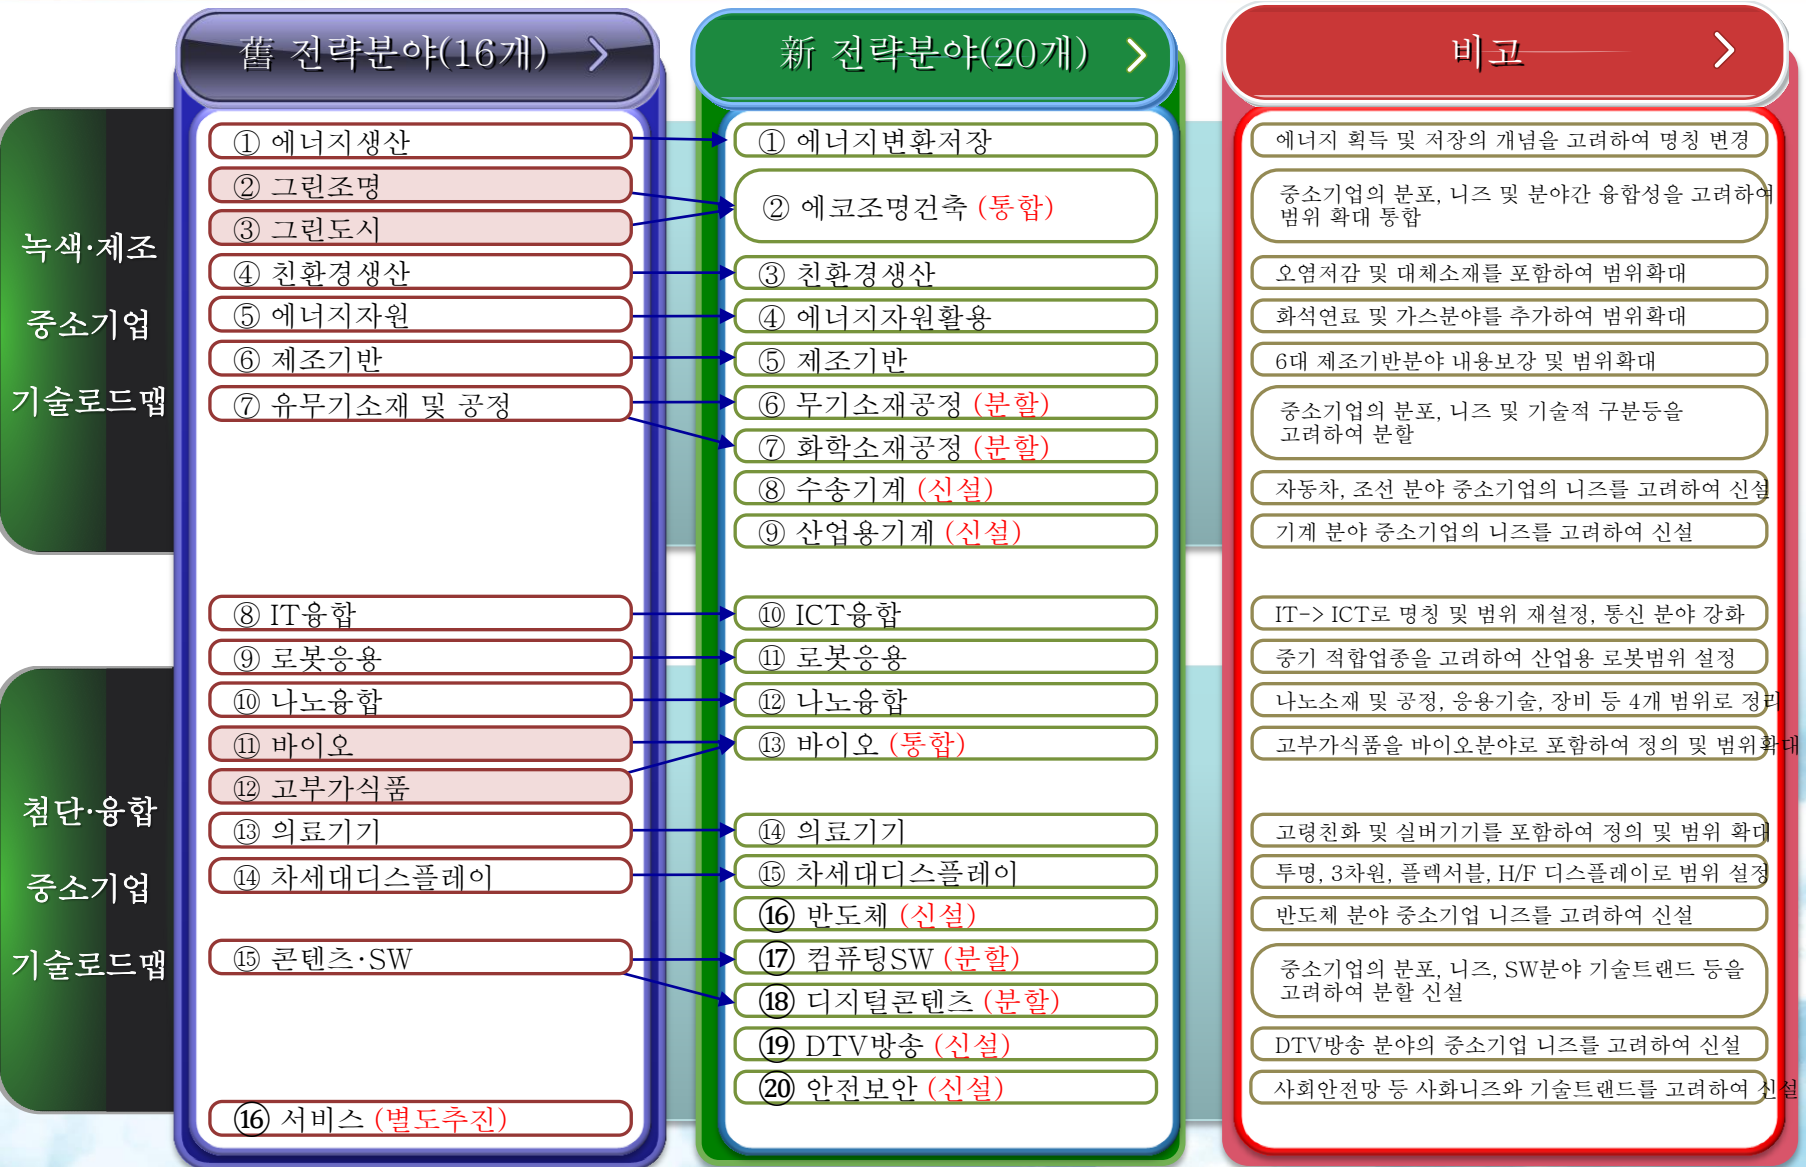 舊 전략분야(16개)
新 전략분야(20개)
비고
녹색·제조
중소기업
기술로드맵
① 에너지생산
① 에너지변환저장
에너지 획득 및 저장의 개념을 고려하여 명칭 변경
② 그린조명
③ 그린도시
② 에코조명건축 (통합)
중소기업의 분포, 니즈 및 분야간 융합성을 고려하여
범위 확대 통합
④ 친환경생산
③ 친환경생산
오염저감 및 대체소재를 포함하여 범위확대
⑤ 에너지자원
④ 에너지자원활용
화석연료 및 가스분야를 추가하여 범위확대
⑥ 제조기반
⑤ 제조기반
6대 제조기반분야 내용보강 및 범위확대
⑦ 유무기소재 및 공정
⑥ 무기소재공정 (분할)
⑦ 화학소재공정 (분할)
중소기업의 분포, 니즈 및 기술적 구분등을
고려하여 분할
⑧ 수송기계 (신설)
자동차, 조선 분야 중소기업의 니즈를 고려하여 신설
⑨ 산업용기계 (신설)
기계 분야 중소기업의 니즈를 고려하여 신설
첨단·융합
중소기업
기술로드맵
⑧ IT융합
⑩ ICT융합
IT-> ICT로 명칭 및 범위 재설정, 통신 분야 강화
⑨ 로봇응용
⑪ 로봇응용
중기 적합업종을 고려하여 산업용 로봇범위 설정
⑩ 나노융합
⑫ 나노융합
나노소재 및 공정, 응용기술, 장비 등 4개 범위로 정리
⑪ 바이오
⑬ 바이오 (통합)
고부가식품을 바이오분야로 포함하여 정의 및 범위확대
⑫ 고부가식품
⑬ 의료기기
⑭ 의료기기
고령친화 및 실버기기를 포함하여 정의 및 범위 확대
⑭ 차세대디스플레이
⑮ 차세대디스플레이
투명, 3차원, 플렉서블, H/F 디스플레이로 범위 설정
⑯ 반도체 (신설)
반도체 분야 중소기업 니즈를 고려하여 신설
⑮ 콘텐츠·SW
⑰ 컴퓨팅SW (분할)
⑱ 디지털콘텐츠 (분할)
중소기업의 분포, 니즈, SW분야 기술트랜드 등을
고려하여 분할 신설
⑲ DTV방송 (신설)
DTV방송 분야의 중소기업 니즈를 고려하여 신설
⑳ 안전보안 (신설)
사회안전망 등 사화니즈와 기술트랜드를 고려하여 신설
⑯ 서비스 (별도추진)